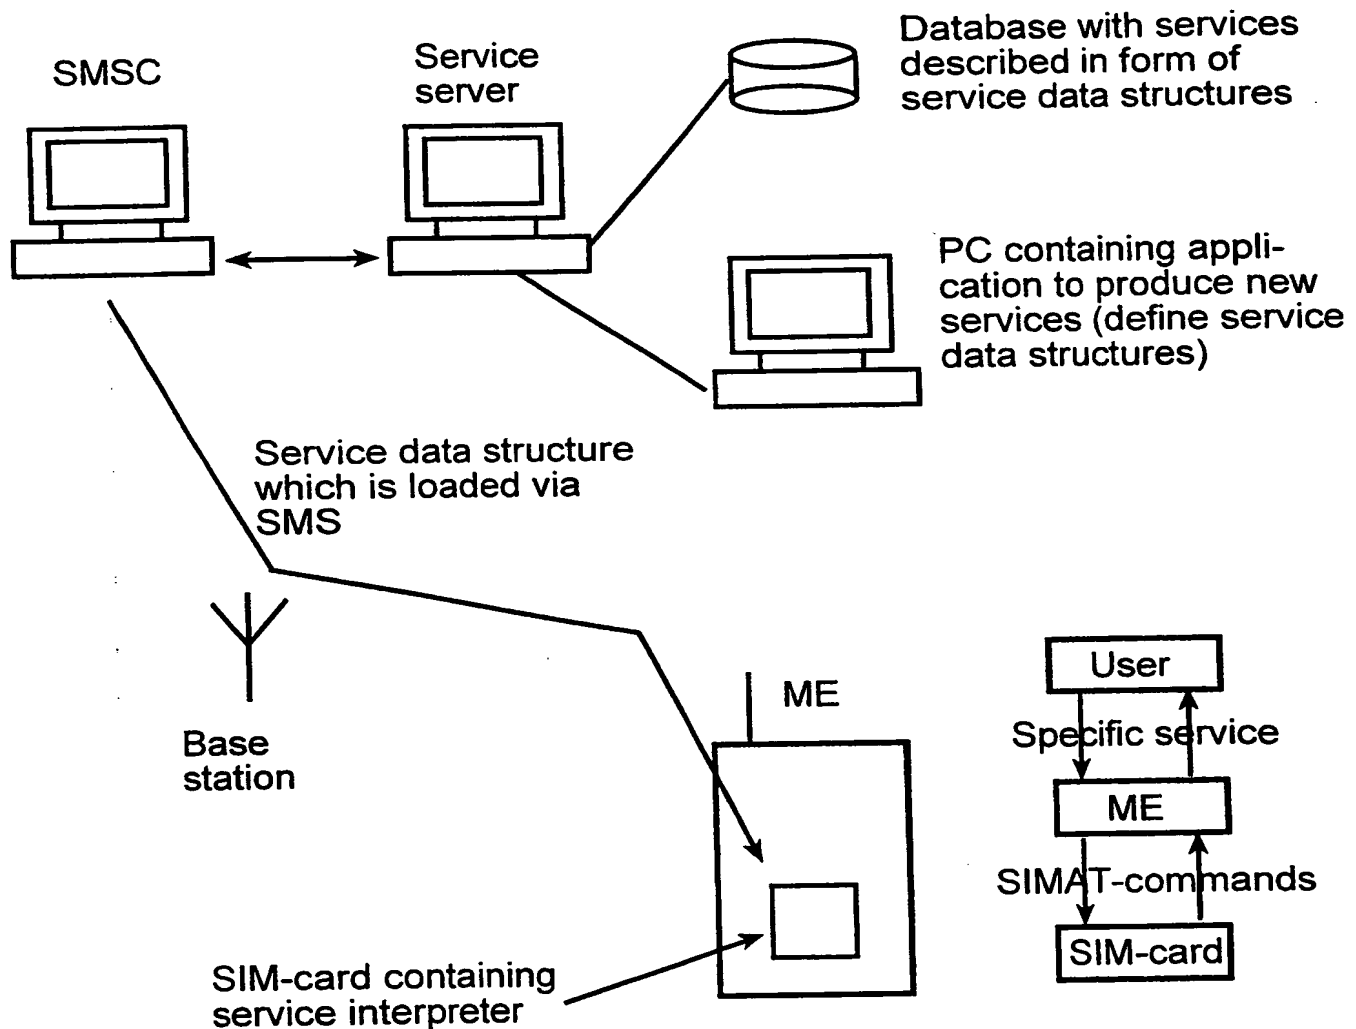 SMSC
Service
server
Database with services
described in form of
service data structures
PC containing appli-
cation to produce new
services (define service
data structures)
Service data structure
which is loaded via
SMS
Base
station
ME
SIM-card containing
service interpreter
User
Specific service
ME
SIMAT-commands
SIM-card